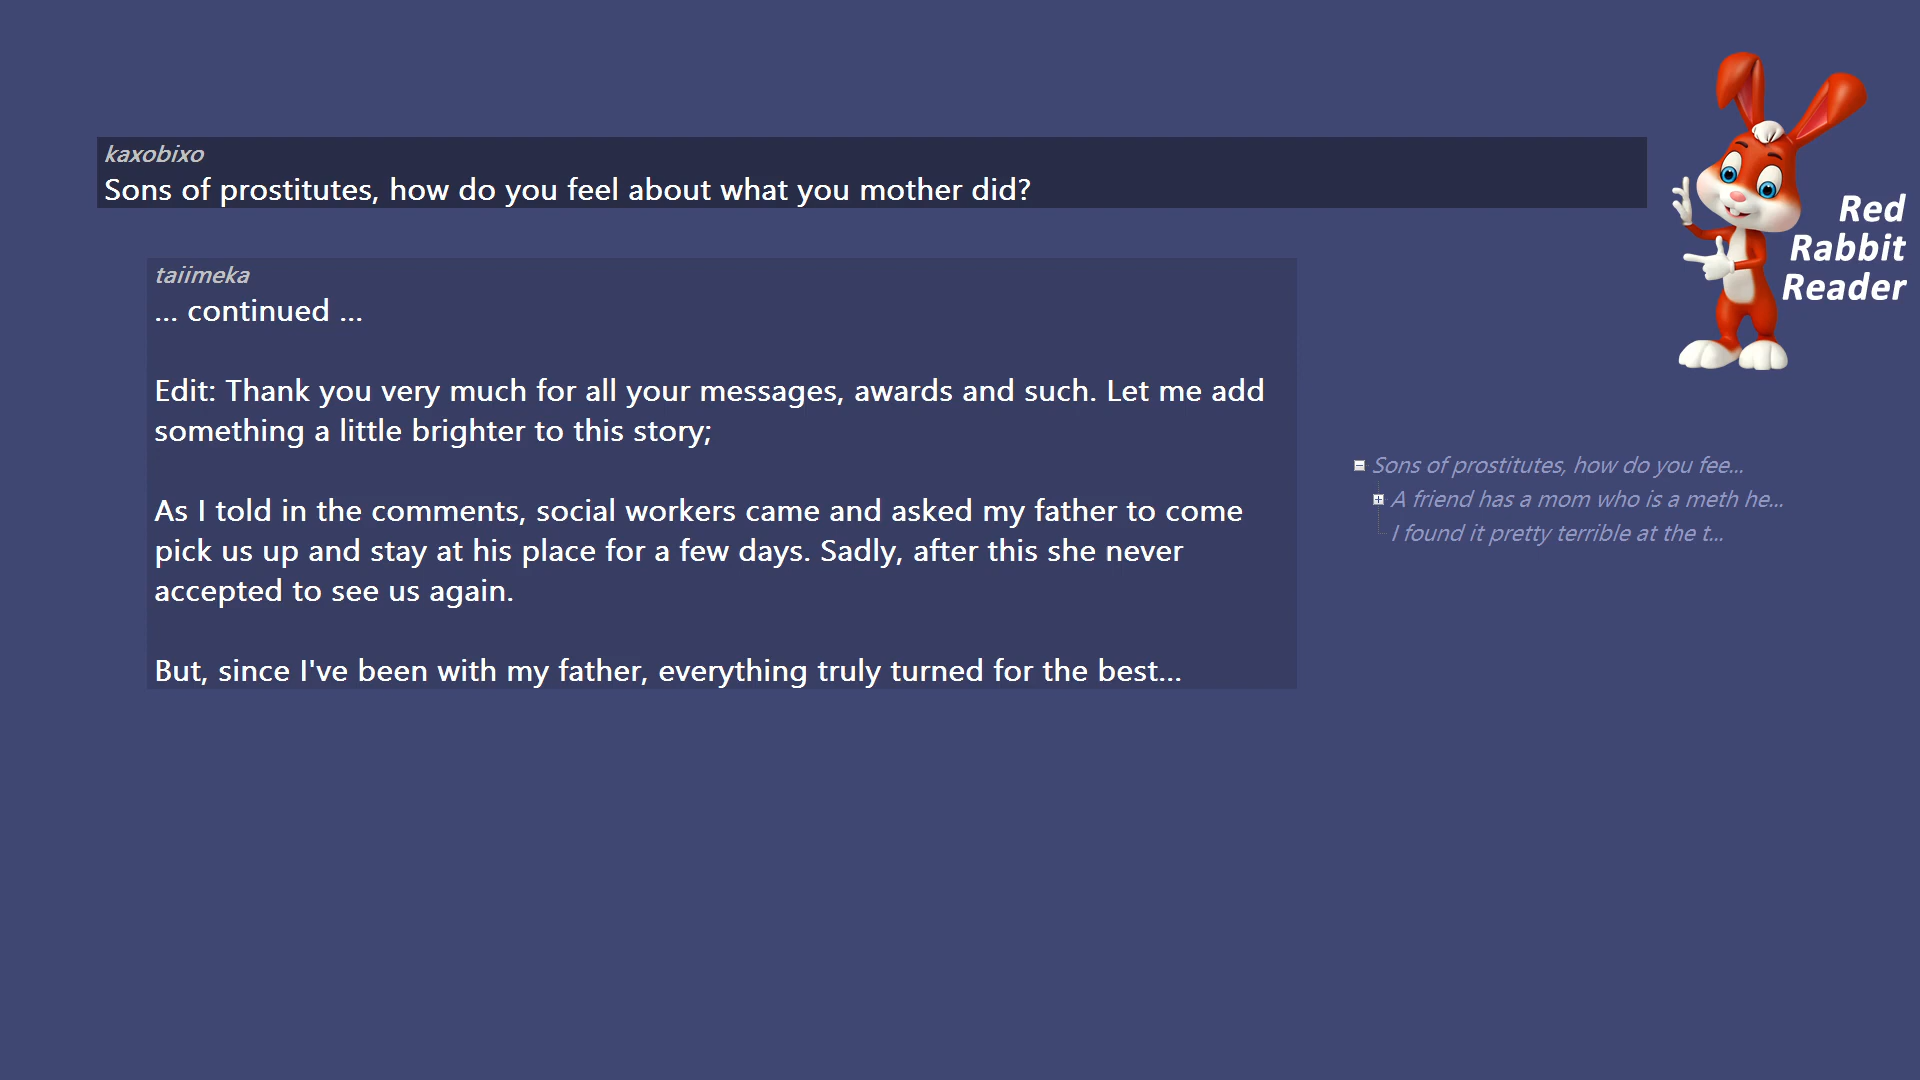 kaxobixo
Sons of prostitutes, how do you feel about what you mother did?
taiimeka
... continued ...
Edit: Thank you very much for all your messages, awards and such. Let me add
something a little brighter to this story;
As I told in the comments, social workers came and asked my father to come
pick us up and stay at his place for a few days. Sadly, after this she never
accepted to see us again.
But, since I've been with my father, everything truly turned for the best...
Red
Rabbit
Reader
Sons of prostitutes, how do you fee...
A friend has a mom who is a meth he...
I found it pretty terrible at the t...